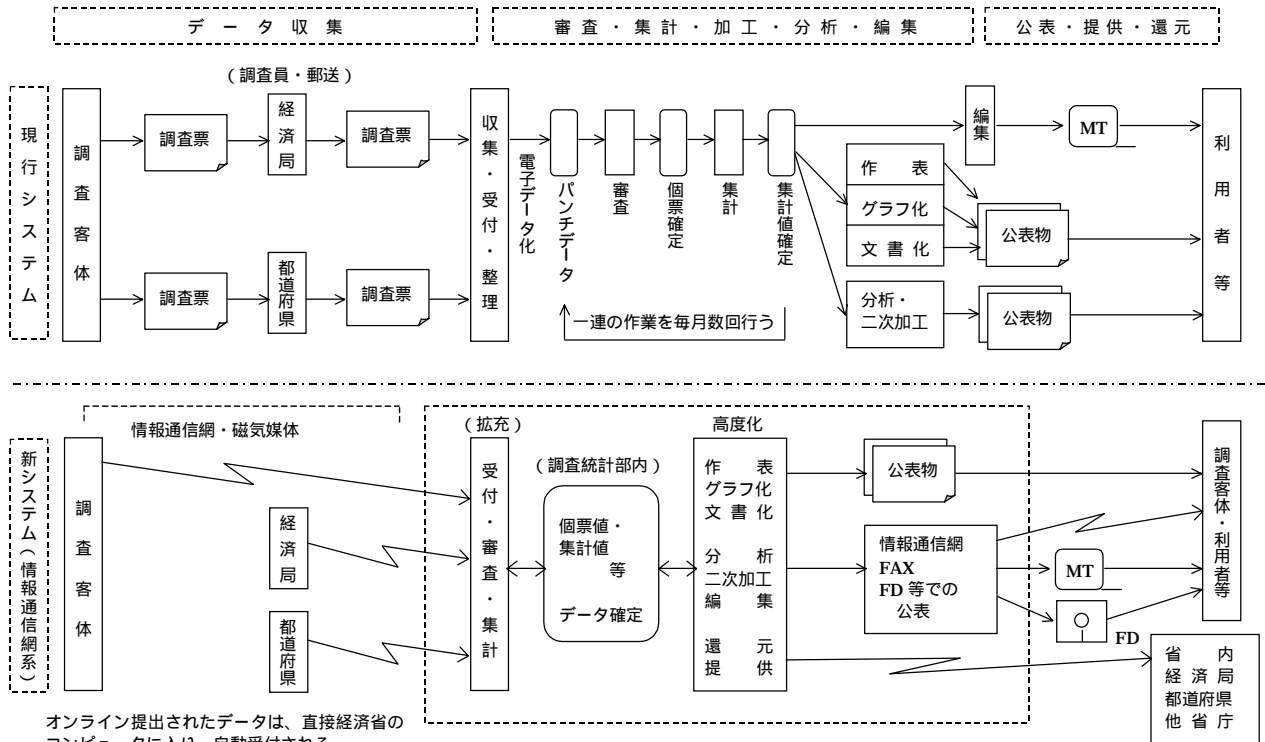 データ収集
審査・集計・加工・分析・編集
公表・提供・還元
(調査員・郵送)
現行システム
調査客体
調査票
経済局
調査票
調査票
都道府県
調査票
収集・受付・整理
電子データ化
パンチデータ
審査
個票確定
集計
集計値確定
一連の作業を毎月数回行う
編集
MT
作表
グラフ化
文書化
公表物
分析・
二次加工
公表物
利用者等
新システム(情報通信網系)
情報通信網・磁気媒体
調査客体
経済局
都道府県
(拡充)
受付・審査・集計
(調査統計部内)
個票値・
集計値
等
データ確定
高度化
作表
グラフ化
文書化
分析
二次加工
編集
還元
提供
公表物
情報通信網
FAX
FD 等での
公表
MT
FD
調査客体・利用者等
省内
経済局
都道府県
他省庁
オンライン提出されたデータは、直接経済省の